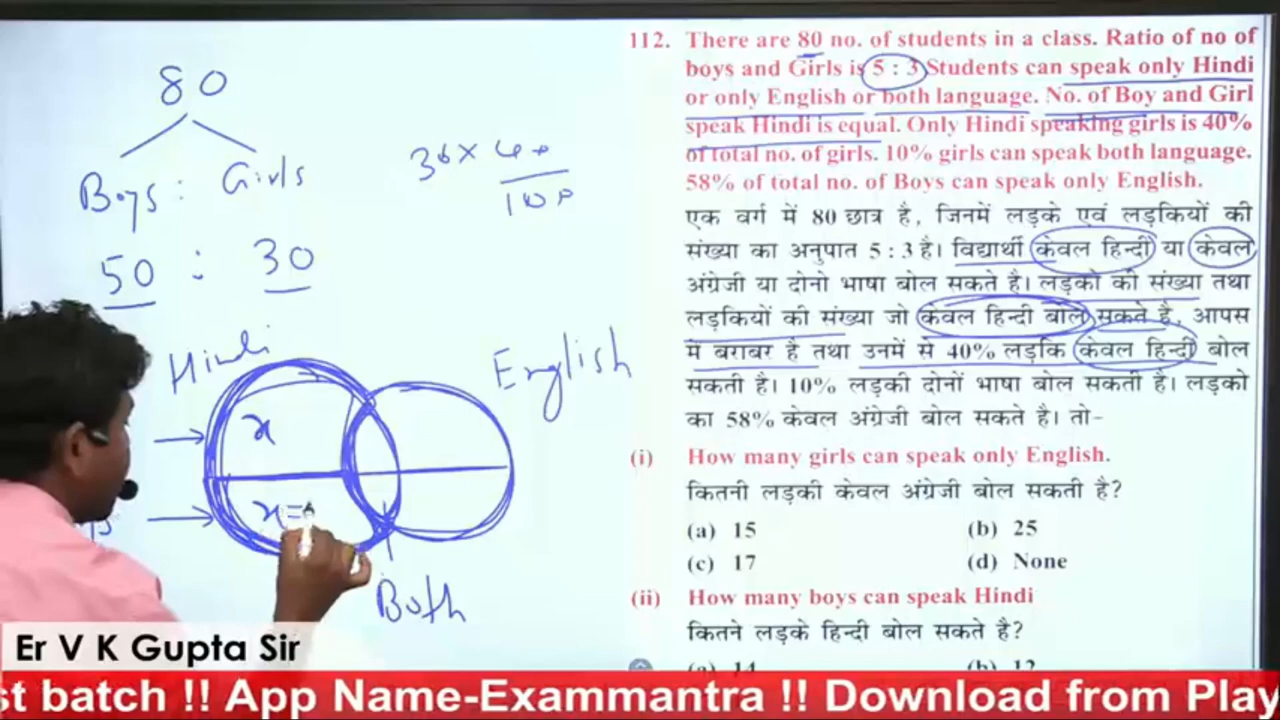 80
Boys : Girls
50 : 30
36 × 40
100
Hindi
English
x
x =
Both
112. There are 80 no. of students in a class. Ratio of no of
boys and Girls is 5 : 3 Students can speak only Hindi
or only English or both language. No. of Boy and Girl
speak Hindi is equal. Only Hindi speaking girls is 40%
of total no. of girls. 10% girls can speak both language.
58% of total no. of Boys can speak only English.
एक वर्ग में 80 छात्र है, जिनमें लड़के एवं लड़कियों की
संख्या का अनुपात 5 : 3 है। विद्यार्थी केवल हिन्दी या केवल
अंग्रेजी या दोनो भाषा बोल सकते है। लड़को की संख्या तथा
लड़कियों की संख्या जो केवल हिन्दी बोल सकते है, आपस
में बराबर है तथा उनमें से 40% लड़कि केवल हिन्दी बोल
सकती है। 10% लड़की दोनों भाषा बोल सकती है। लड़को
का 58% केवल अंग्रेजी बोल सकते है। तो-
(i) How many girls can speak only English.
कितनी लड़की केवल अंग्रेजी बोल सकती है?
(a) 15 (b) 25
(c) 17 (d) None
(ii) How many boys can speak Hindi
कितने लड़के हिन्दी बोल सकते है?
(a) 14 (b) 12
Er V K Gupta Sir
st batch !! App Name-Exammantra !! Download from Play